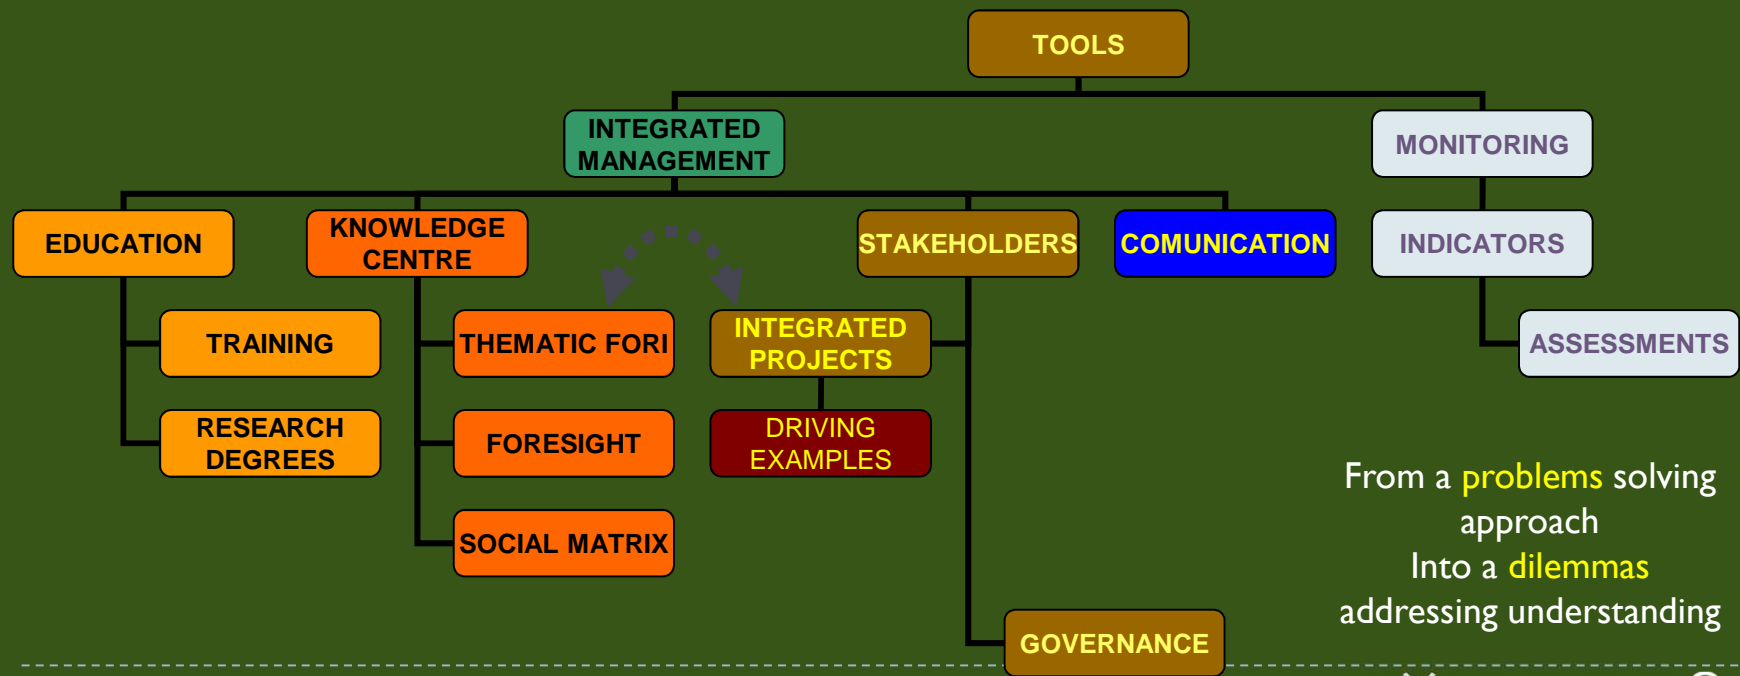 TOOLS
INTEGRATED
MANAGEMENT
MONITORING
EDUCATION
KNOWLEDGE
CENTRE
STAKEHOLDERS
COMUNICATION
INDICATORS
TRAINING
THEMATIC FORI
INTEGRATED
PROJECTS
ASSESSMENTS
RESEARCH
DEGREES
FORESIGHT
DRIVING
EXAMPLES
SOCIAL MATRIX
GOVERNANCE
From a problems solving
approach
Into a dilemmas
addressing understanding